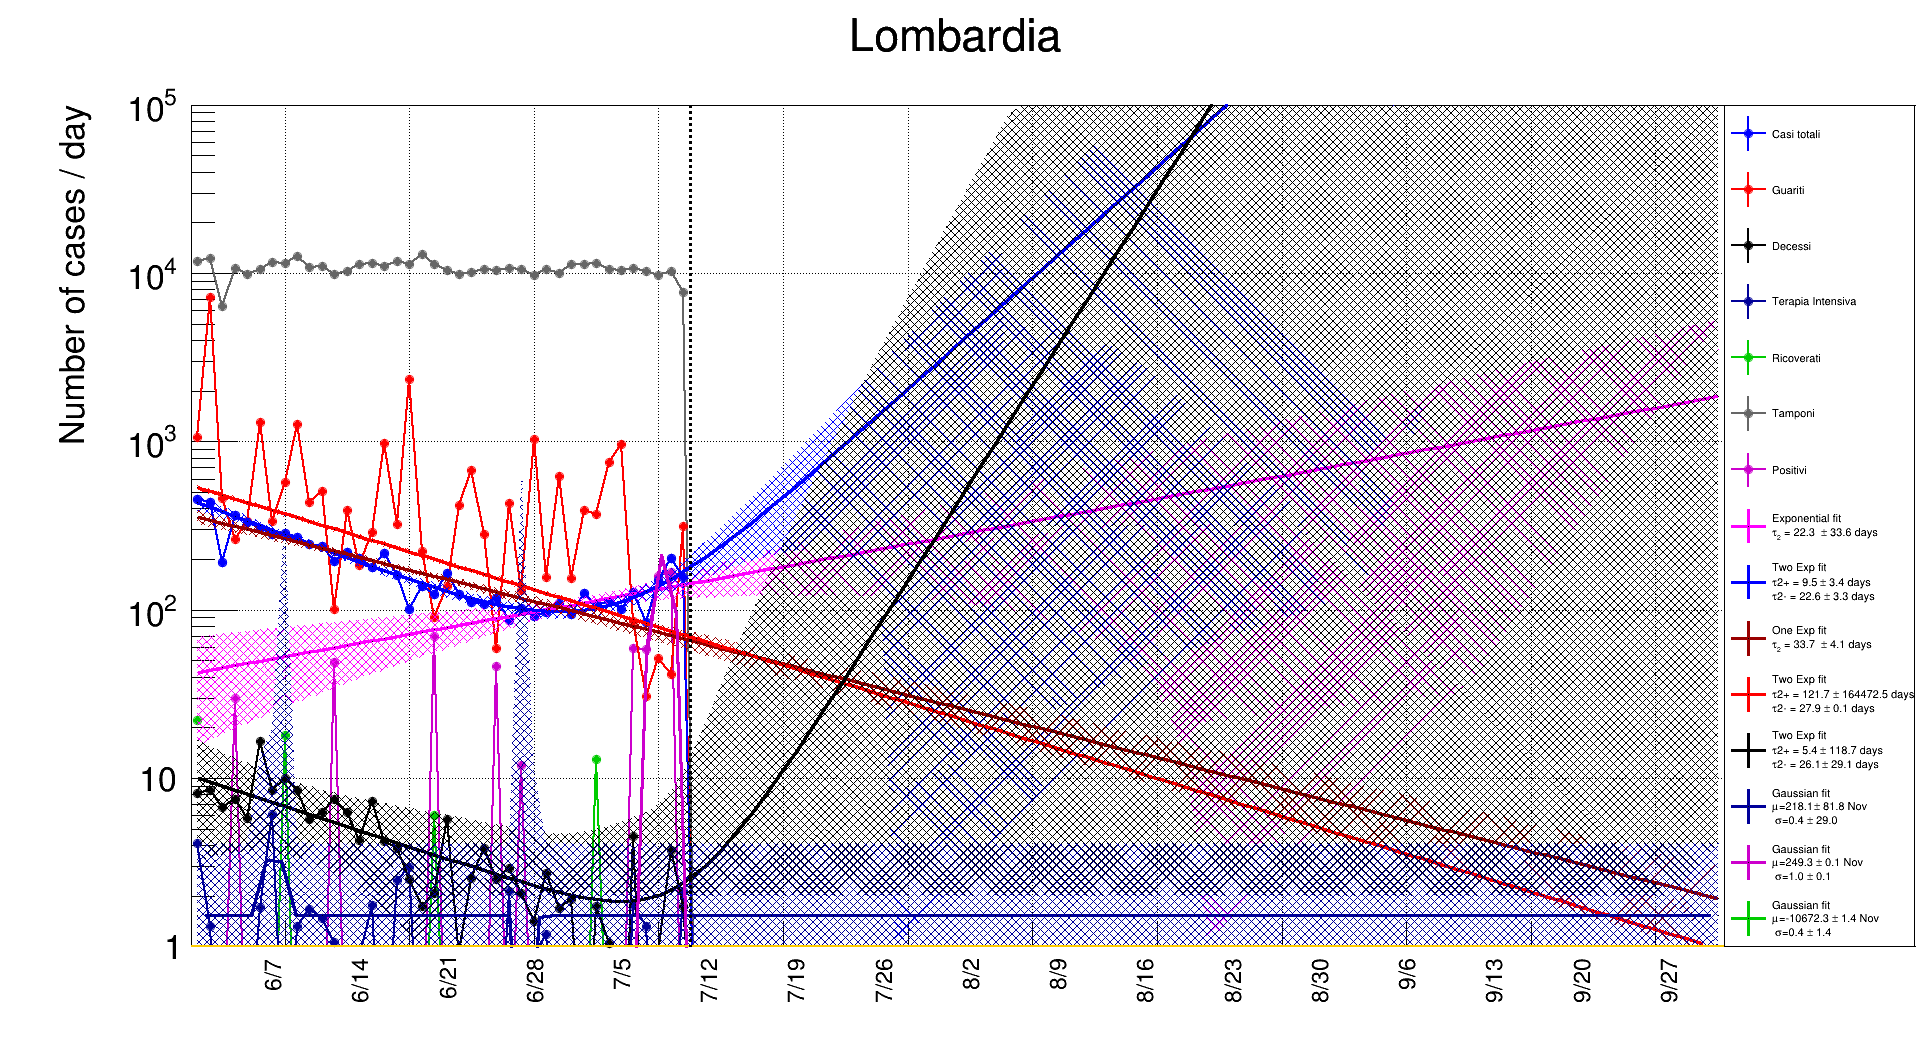 Lombardia
Number of cases / day
10^5
10^4
10^3
10^2
10
1
6/7
6/14
6/21
6/28
7/5
7/12
7/19
7/26
8/2
8/9
8/16
8/23
8/30
9/6
9/13
9/20
9/27
Casi totali
Guariti
Decessi
Terapia Intensiva
Ricoverati
Tamponi
Positivi
Exponential fit
τ₂ = 22.3 ± 33.6 days
Two Exp fit
τ2+ = 9.5 ± 3.4 days
τ2- = 22.6 ± 3.3 days
One Exp fit
τ₂ = 33.7 ± 4.1 days
Two Exp fit
τ2+ = 121.7 ± 164472.5 days
τ2- = 27.9 ± 0.1 days
Two Exp fit
τ2+ = 5.4 ± 118.7 days
τ2- = 26.1 ± 29.1 days
Gaussian fit
μ=218.1 ± 81.8 Nov
σ=0.4 ± 29.0
Gaussian fit
μ=249.3 ± 0.1 Nov
σ=1.0 ± 0.1
Gaussian fit
μ=-10672.3 ± 1.4 Nov
σ=0.4 ± 1.4